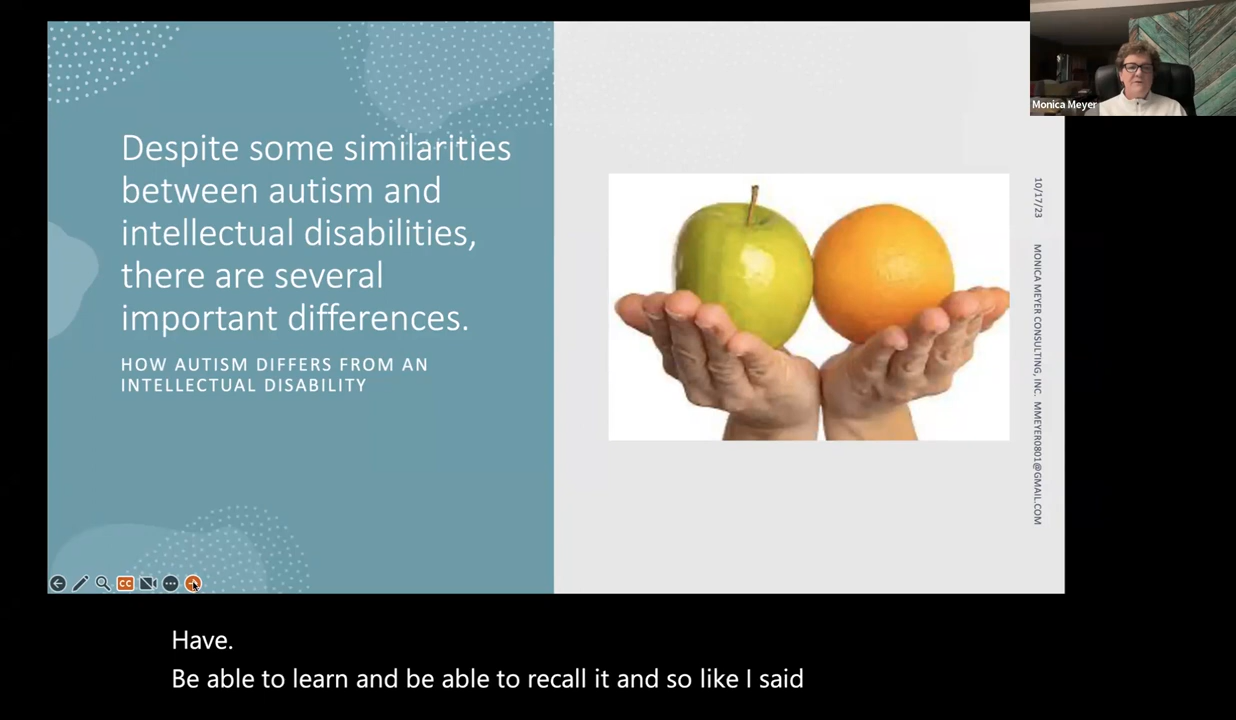 Monica Meyer
Despite some similarities
between autism and
intellectual disabilities,
there are several
important differences.
HOW AUTISM DIFFERS FROM AN
INTELLECTUAL DISABILITY
10/17/23
MONICA MEYER CONSULTING, INC. MMEYER0801@GMAIL.COM
CC
Have.
Be able to learn and be able to recall it and so like I said